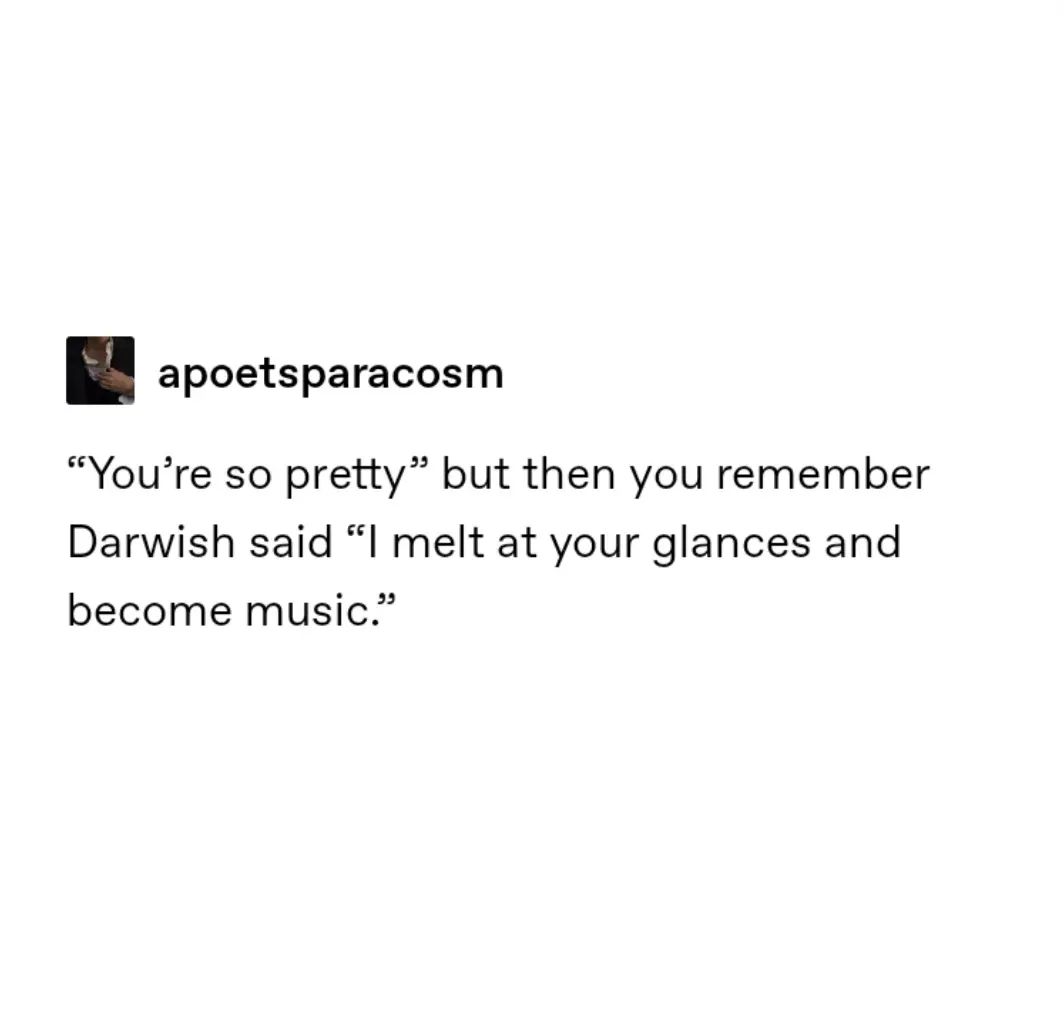 apoetsparacosm
“You’re so pretty” but then you remember
Darwish said “I melt at your glances and
become music.”